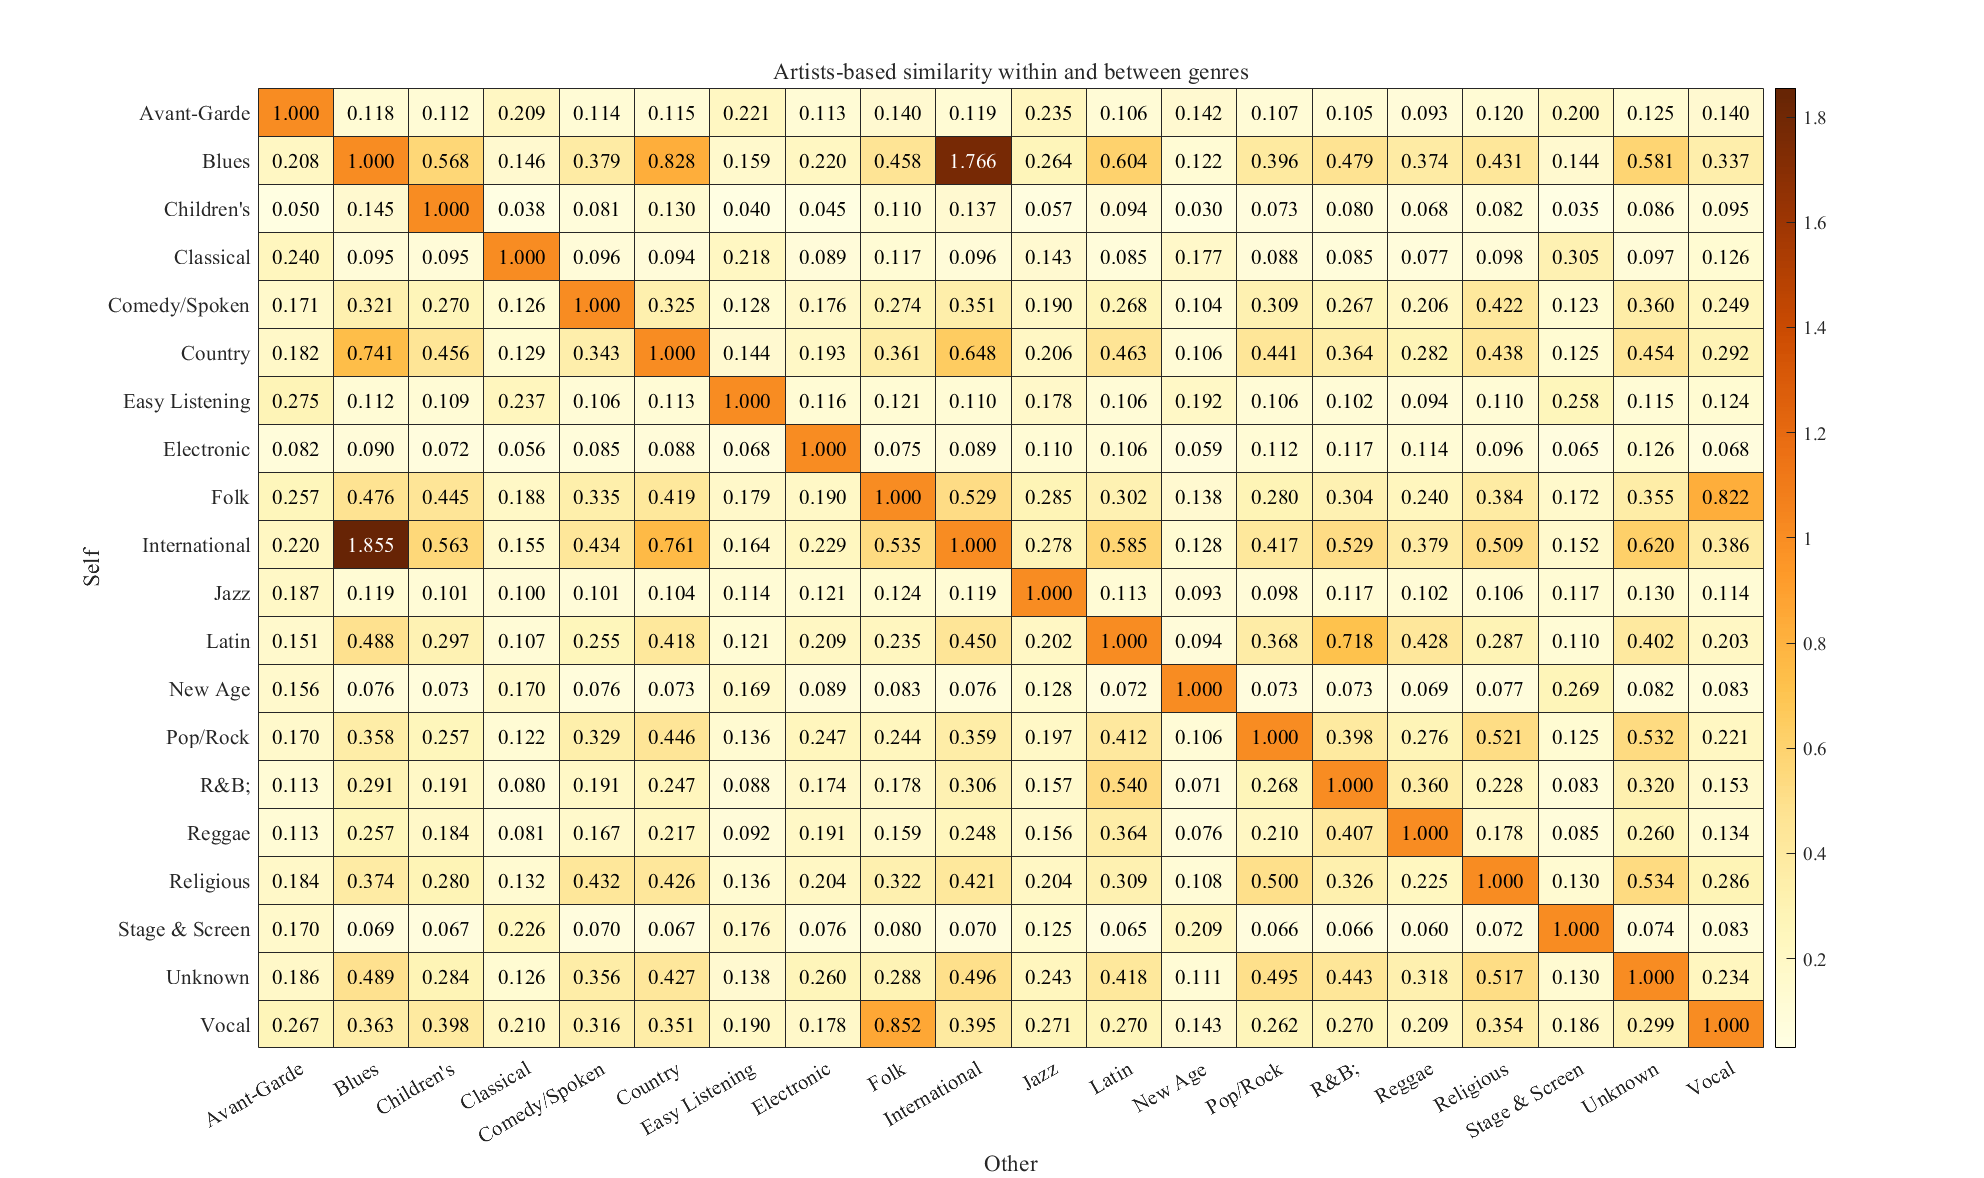 Artists-based similarity within and between genres
Avant-Garde 1.000 0.118 0.112 0.209 0.114 0.115 0.221 0.113 0.140 0.119 0.235 0.106 0.142 0.107 0.105 0.093 0.120 0.200 0.125 0.140
1.8
Blues 0.208 1.000 0.568 0.146 0.379 0.828 0.159 0.220 0.458 1.766 0.264 0.604 0.122 0.396 0.479 0.374 0.431 0.144 0.581 0.337
Children's 0.050 0.145 1.000 0.038 0.081 0.130 0.040 0.045 0.110 0.137 0.057 0.094 0.030 0.073 0.080 0.068 0.082 0.035 0.086 0.095
1.6
Classical 0.240 0.095 0.095 1.000 0.096 0.094 0.218 0.089 0.117 0.096 0.143 0.085 0.177 0.088 0.085 0.077 0.098 0.305 0.097 0.126
Comedy/Spoken 0.171 0.321 0.270 0.126 1.000 0.325 0.128 0.176 0.274 0.351 0.190 0.268 0.104 0.309 0.267 0.206 0.422 0.123 0.360 0.249
1.4
Country 0.182 0.741 0.456 0.129 0.343 1.000 0.144 0.193 0.361 0.648 0.206 0.463 0.106 0.441 0.364 0.282 0.438 0.125 0.454 0.292
Easy Listening 0.275 0.112 0.109 0.237 0.106 0.113 1.000 0.116 0.121 0.110 0.178 0.106 0.192 0.106 0.102 0.094 0.110 0.258 0.115 0.124
1.2
Electronic 0.082 0.090 0.072 0.056 0.085 0.088 0.068 1.000 0.075 0.089 0.110 0.106 0.059 0.112 0.117 0.114 0.096 0.065 0.126 0.068
Folk 0.257 0.476 0.445 0.188 0.335 0.419 0.179 0.190 1.000 0.529 0.285 0.302 0.138 0.280 0.304 0.240 0.384 0.172 0.355 0.822
1
International 0.220 1.855 0.563 0.155 0.434 0.761 0.164 0.229 0.535 1.000 0.278 0.585 0.128 0.417 0.529 0.379 0.509 0.152 0.620 0.386
Self
Jazz 0.187 0.119 0.101 0.100 0.101 0.104 0.114 0.121 0.124 0.119 1.000 0.113 0.093 0.098 0.117 0.102 0.106 0.117 0.130 0.114
Latin 0.151 0.488 0.297 0.107 0.255 0.418 0.121 0.209 0.235 0.450 0.202 1.000 0.094 0.368 0.718 0.428 0.287 0.110 0.402 0.203
0.8
New Age 0.156 0.076 0.073 0.170 0.076 0.073 0.169 0.089 0.083 0.076 0.128 0.072 1.000 0.073 0.073 0.069 0.077 0.269 0.082 0.083
Pop/Rock 0.170 0.358 0.257 0.122 0.329 0.446 0.136 0.247 0.244 0.359 0.197 0.412 0.106 1.000 0.398 0.276 0.521 0.125 0.532 0.221
0.6
R&B; 0.113 0.291 0.191 0.080 0.191 0.247 0.088 0.174 0.178 0.306 0.157 0.540 0.071 0.268 1.000 0.360 0.228 0.083 0.320 0.153
Reggae 0.113 0.257 0.184 0.081 0.167 0.217 0.092 0.191 0.159 0.248 0.156 0.364 0.076 0.210 0.407 1.000 0.178 0.085 0.260 0.134
0.4
Religious 0.184 0.374 0.280 0.132 0.432 0.426 0.136 0.204 0.322 0.421 0.204 0.309 0.108 0.500 0.326 0.225 1.000 0.130 0.534 0.286
Stage & Screen 0.170 0.069 0.067 0.226 0.070 0.067 0.176 0.076 0.080 0.070 0.125 0.065 0.209 0.066 0.066 0.060 0.072 1.000 0.074 0.083
0.2
Unknown 0.186 0.489 0.284 0.126 0.356 0.427 0.138 0.260 0.288 0.496 0.243 0.418 0.111 0.495 0.443 0.318 0.517 0.130 1.000 0.234
Vocal 0.267 0.363 0.398 0.210 0.316 0.351 0.190 0.178 0.852 0.395 0.271 0.270 0.143 0.262 0.270 0.209 0.354 0.186 0.299 1.000
Avant-Garde Blues Children's Classical Comedy/Spoken Country Easy Listening Electronic Folk International Jazz Latin New Age Pop/Rock R&B; Reggae Religious Stage & Screen Unknown Vocal
Other